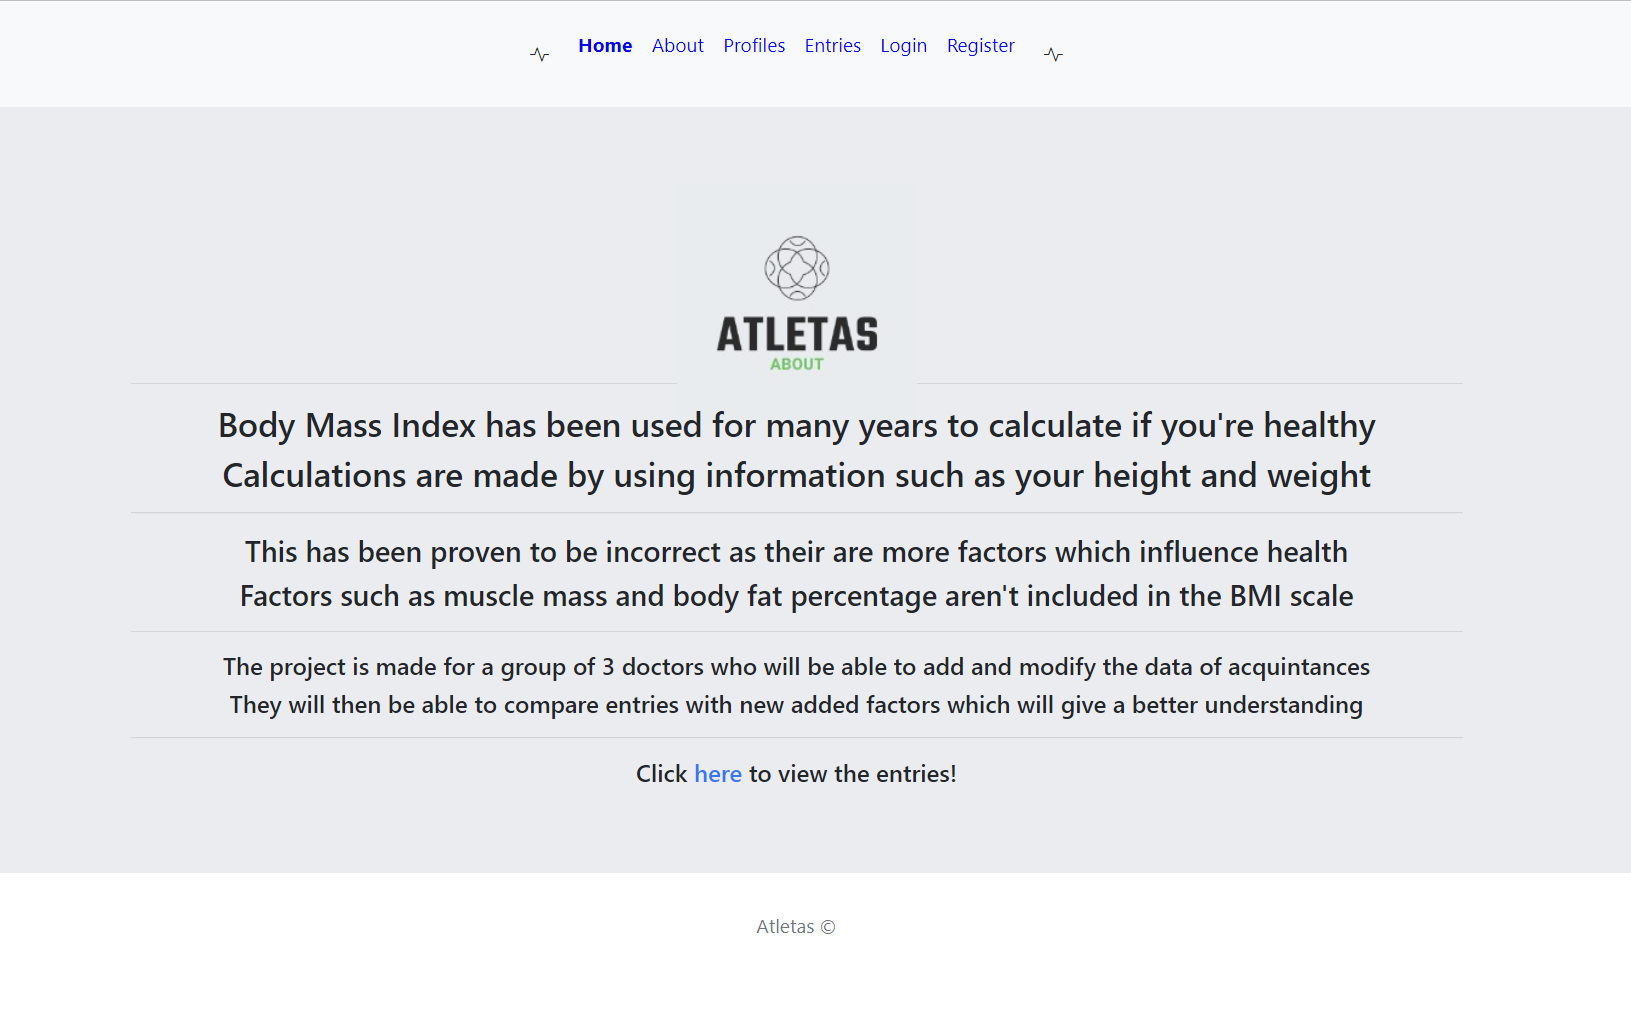 Home About Profiles Entries Login Register
ATLETAS
ABOUT
Body Mass Index has been used for many years to calculate if you're healthy
Calculations are made by using information such as your height and weight
This has been proven to be incorrect as their are more factors which influence health
Factors such as muscle mass and body fat percentage aren't included in the BMI scale
The project is made for a group of 3 doctors who will be able to add and modify the data of acquintances
They will then be able to compare entries with new added factors which will give a better understanding
Click here to view the entries!
Atletas ©